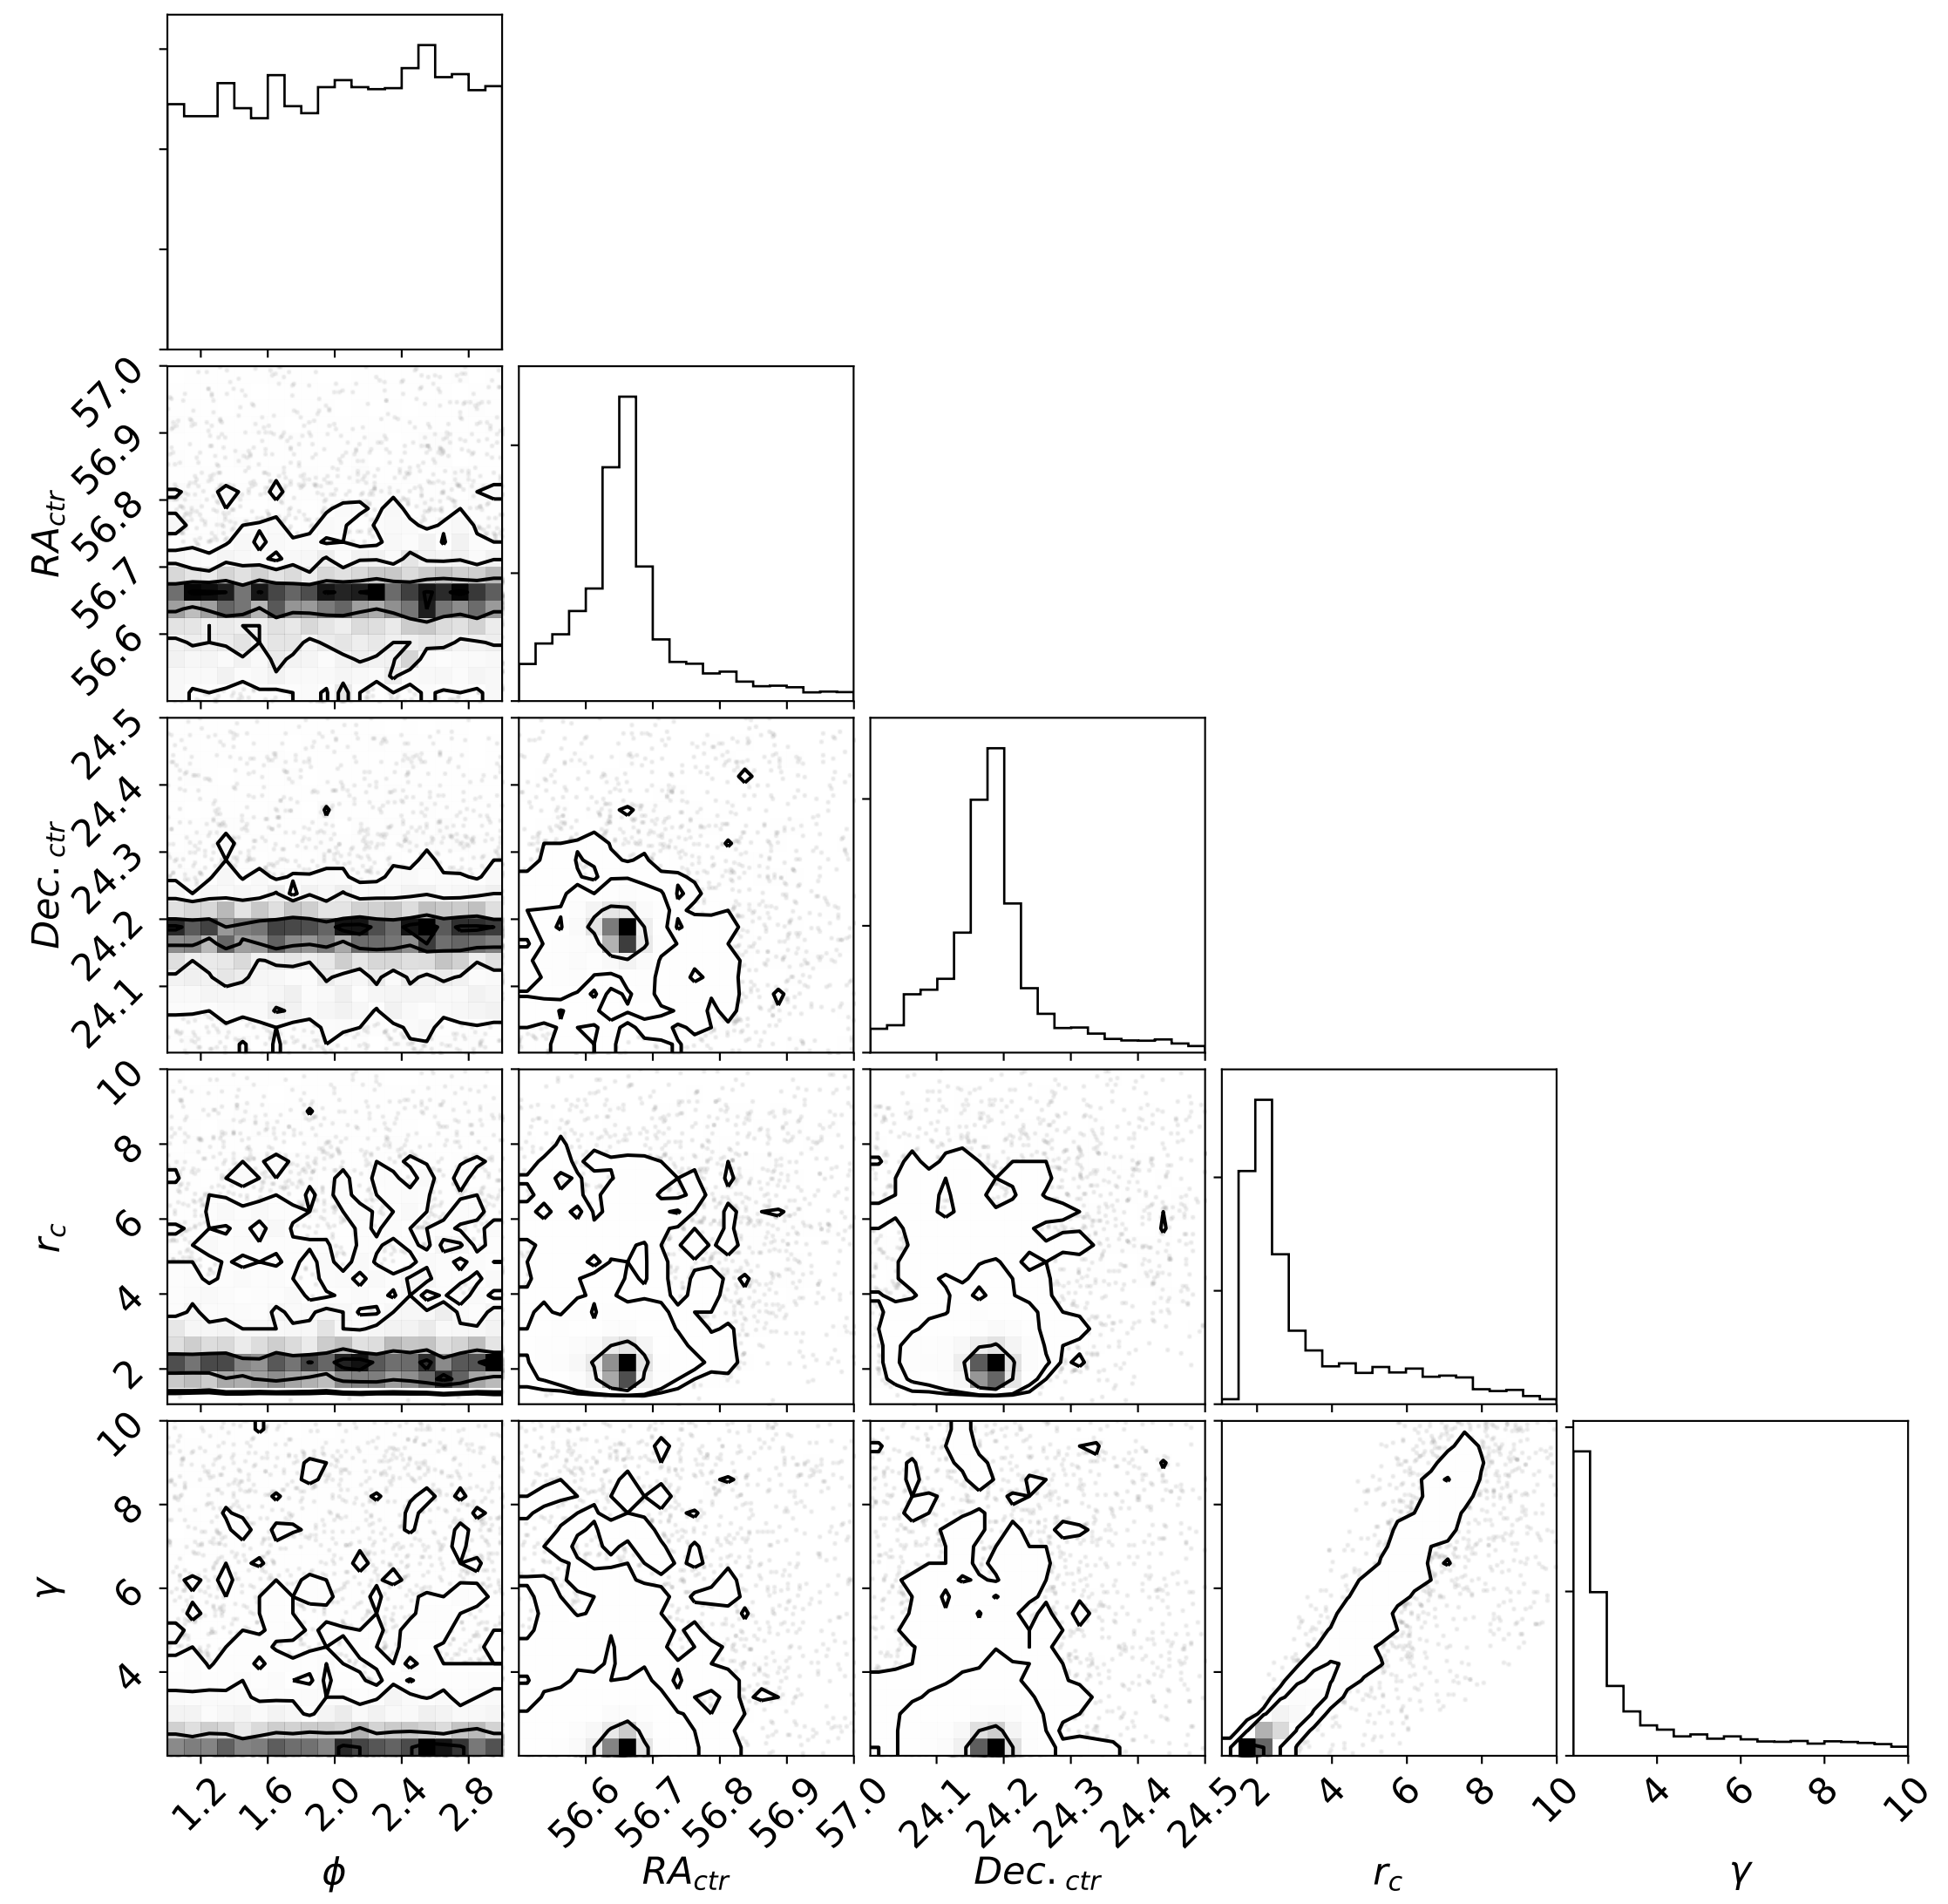 57.0
56.9
56.8
56.7
56.6
RA_ctr
24.5
24.4
24.3
24.2
24.1
Dec._ctr
10
8
6
4
2
r_c
10
8
6
4
γ
1.2 1.6 2.0 2.4 2.8
56.6 56.7 56.8 56.9 57.0
24.1 24.2 24.3 24.4 24.5
2 4 6 8 10
4 6 8 10
ϕ RA_ctr Dec._ctr r_c γ